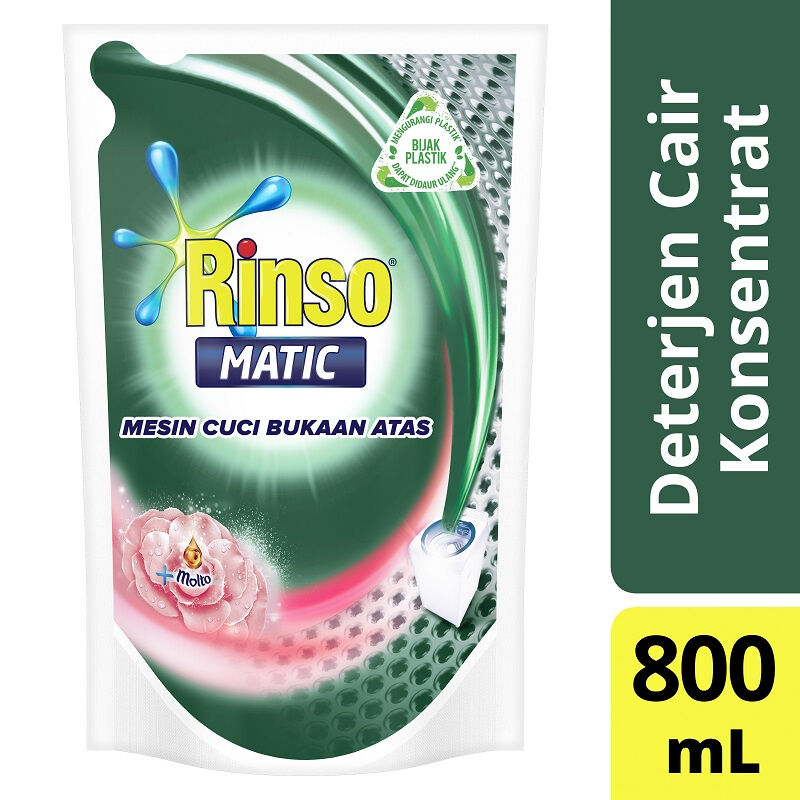 MENGURANGI PLASTIK*
BIJAK
PLASTIK
DAPAT DIDAUR ULANG**
Rinso®
MATIC
MESIN CUCI BUKAAN ATAS
+ Molto
Deterjen Cair
Konsentrat
800
mL